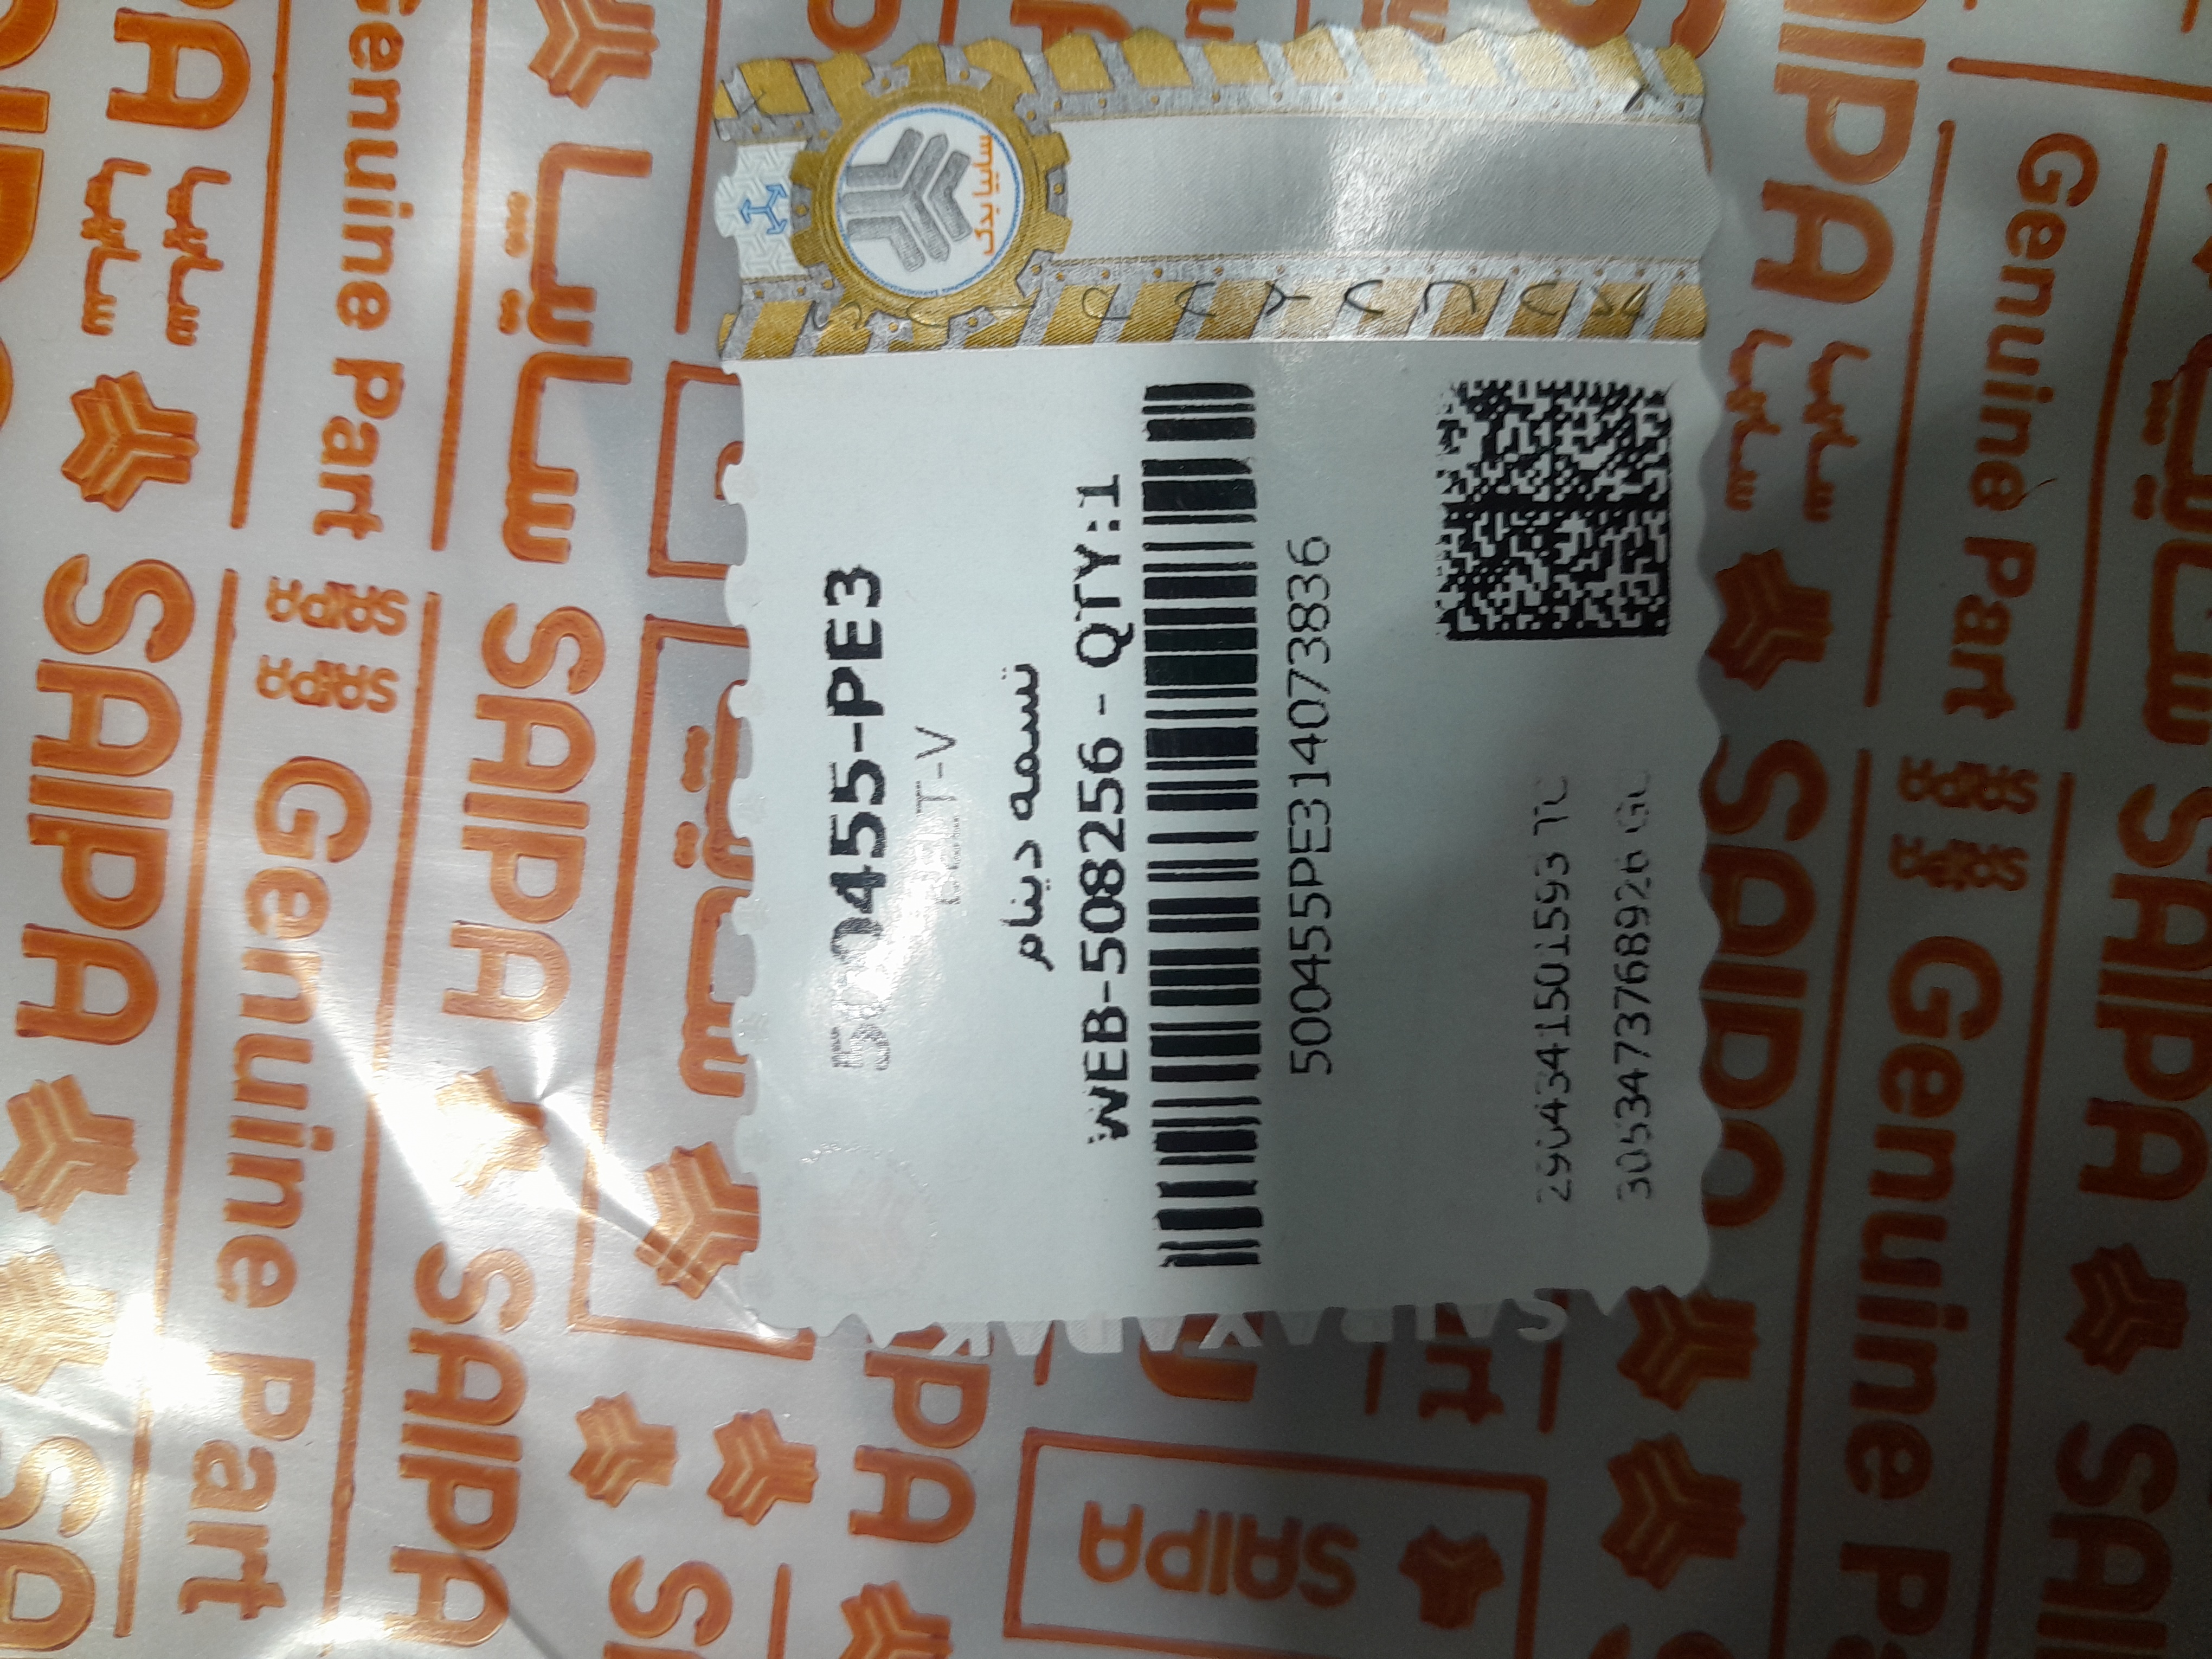 سایپا یدک
500455-PE3
BELT-V
تسمه دینام
WEB-508256 - QTY:1
500455PE314073836
SAIPA
سایپا
Genuine Part